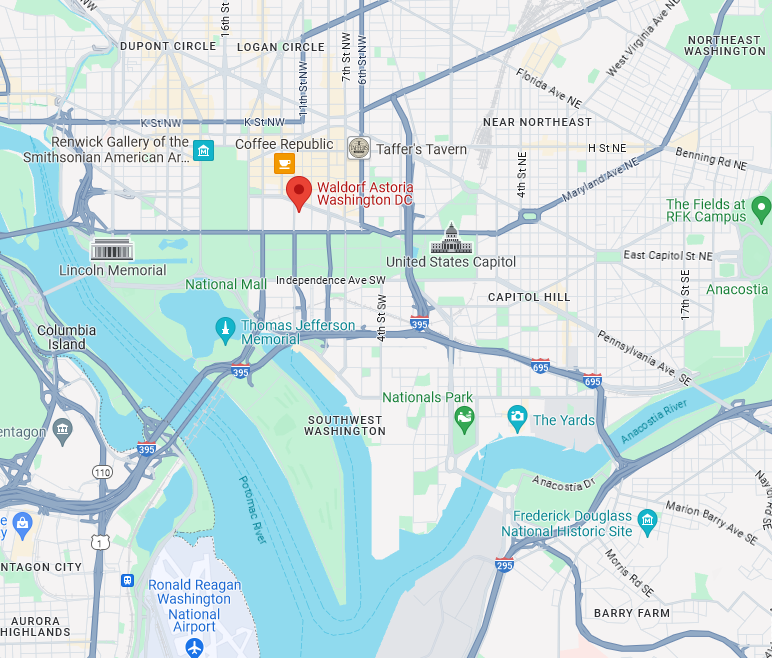 16th St NW
DUPONT CIRCLE
LOGAN CIRCLE
11th St NW
7th St NW
6th St NW
West Virginia Ave NE
NORTHEAST
WASHINGTON
Florida Ave NE
K St NW
K St NW
NEAR NORTHEAST
Renwick Gallery of the
Smithsonian American Ar...
Coffee Republic
Taffer's Tavern
H St NE
4th St NE
Benning Rd NE
Maryland Ave NE
Waldorf Astoria
Washington DC
The Fields at
RFK Campus
Lincoln Memorial
United States Capitol
East Capitol St NE
National Mall
Independence Ave SW
4th St SW
CAPITOL HILL
17th St SE
Anacostia
Columbia
Island
Thomas Jefferson
Memorial
395
395
695
695
Pennsylvania Ave SE
Nationals Park
The Yards
SOUTHWEST
WASHINGTON
Anacostia River
entagon
395
110
Potomac River
Anacostia Dr
Frederick Douglass
National Historic Site
Marion Barry Ave SE
Rd SE
e
y
1
295
Morris Rd SE
NTAGON CITY
Ronald Reagan
Washington
National
Airport
AURORA
HIGHLANDS
BARRY FARM